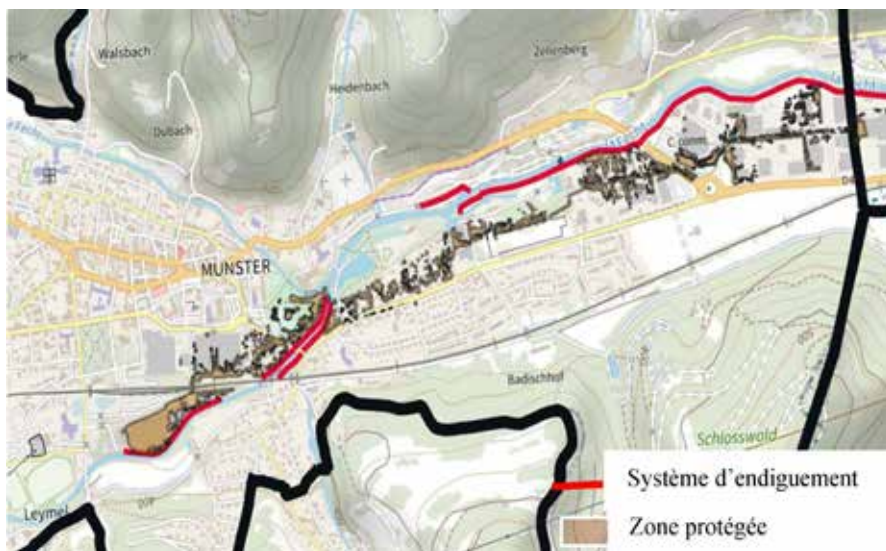 Walsbach
Zellenberg
Heidenbach
Dubach
MUNSTER
Badischhof
Schlosswald
Leymel
Système d'endiguement
Zone protégée